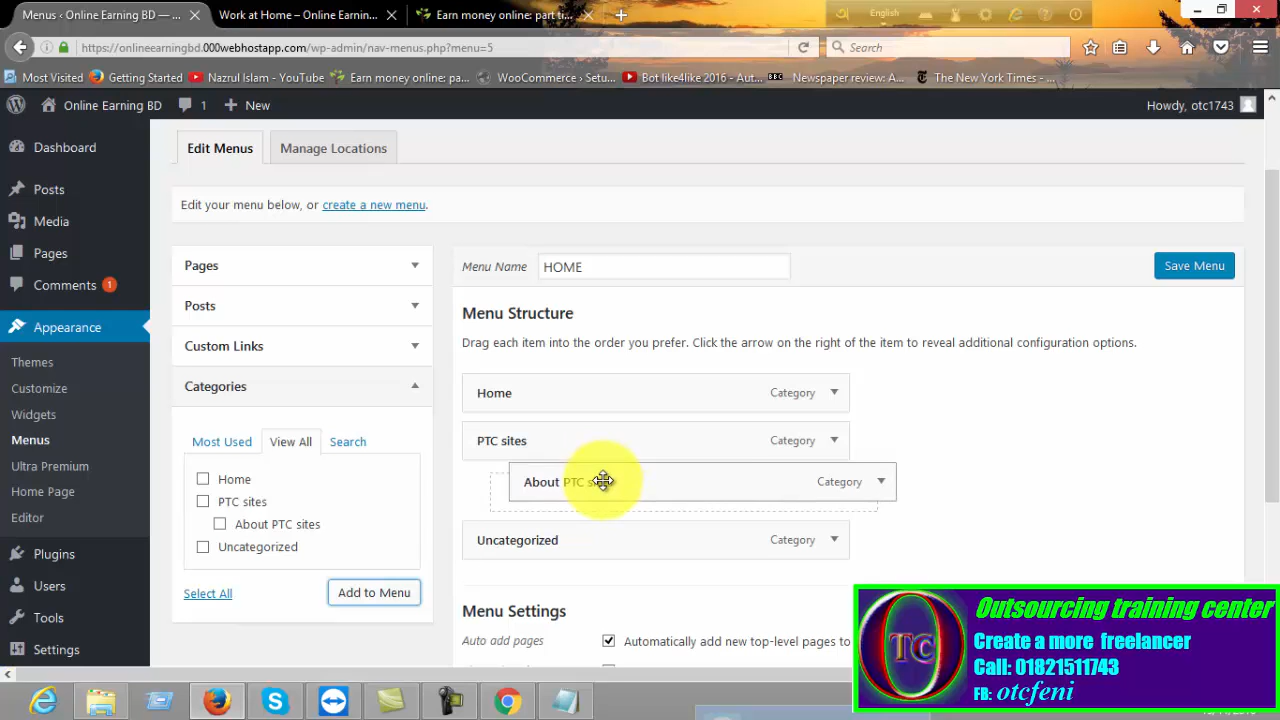 Menus ‹ Online Earning BD — ...
Work at Home – Online Earnin...
Earn money online: part ti...
English
https://onlineearningbd.000webhostapp.com/wp-admin/nav-menus.php?menu=5
Search
Most Visited
Getting Started
Nazrul Islam - YouTube
Earn money online: pa...
WooCommerce › Setu...
Bot like4like 2016 - Aut...
BBC
Newspaper review: A...
The New York Times - ...
Online Earning BD
1
New
Howdy, otc1743
Dashboard
Posts
Media
Pages
Comments 1
Appearance
Themes
Customize
Widgets
Menus
Ultra Premium
Home Page
Editor
Plugins
Users
Tools
Settings
Edit Menus
Manage Locations
Edit your menu below, or create a new menu.
Pages
Posts
Custom Links
Categories
Most Used
View All
Search
Home
PTC sites
About PTC sites
Uncategorized
Select All
Add to Menu
Menu Name
HOME
Save Menu
Menu Structure
Drag each item into the order you prefer. Click the arrow on the right of the item to reveal additional configuration options.
Home
Category
PTC sites
Category
About PTC
Category
Uncategorized
Category
Menu Settings
Auto add pages
Automatically add new top-level pages to
OTC
Outsourcing training center
Create a more freelancer
Call: 01821511743
FB: otcfeni